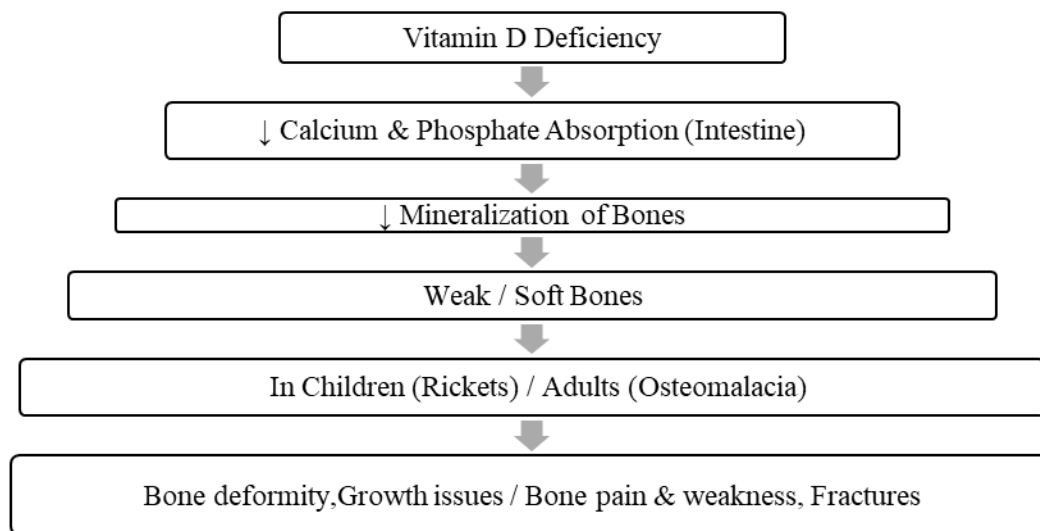 Vitamin D Deficiency
↓ Calcium & Phosphate Absorption (Intestine)
↓ Mineralization of Bones
Weak / Soft Bones
In Children (Rickets) / Adults (Osteomalacia)
Bone deformity,Growth issues / Bone pain & weakness, Fractures